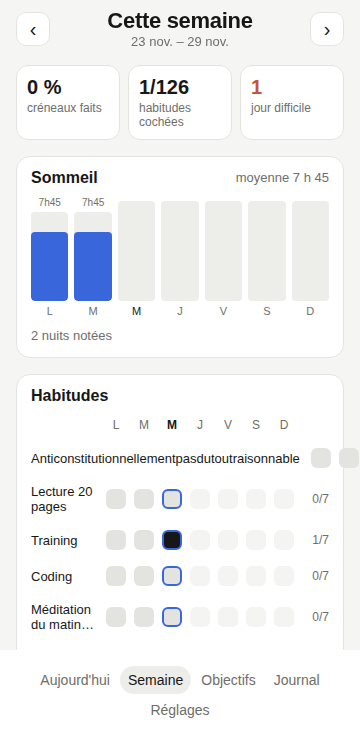 ‹ Cette semaine ›
23 nov. – 29 nov.
0 % 1/126 1
créneaux faits habitudes cochées jour difficile
Sommeil moyenne 7 h 45
7h45 7h45
L M M J V S D
2 nuits notées
Habitudes
L M M J V S D
Anticonstitutionnellementpasdutoutraisonnable
Lecture 20
pages 0/7
Training 1/7
Coding 0/7
Méditation
du matin… 0/7
Aujourd'hui Semaine Objectifs Journal
Réglages